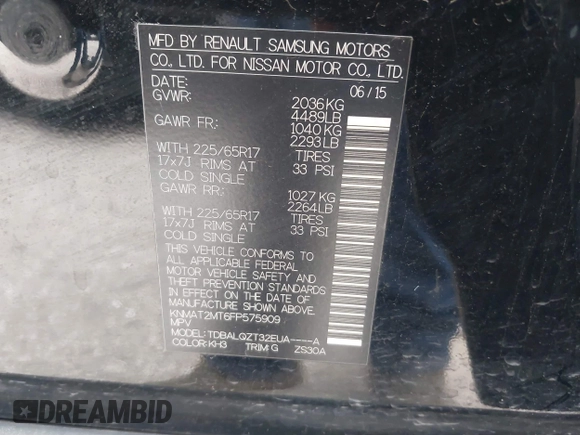 MFD BY RENAULT SAMSUNG MOTORS
CO., LTD. FOR NISSAN MOTOR CO., LTD.
DATE: 06/15
GVWR: 2036KG
4489LB
GAWR FR: 1040KG
2293LB
WITH 225/65R17 TIRES
17x7J RIMS AT 33 PSI
COLD SINGLE
GAWR RR: 1027KG
2264LB
WITH 225/65R17 TIRES
17x7J RIMS AT 33 PSI
COLD SINGLE
THIS VEHICLE CONFORMS TO
ALL APPLICABLE FEDERAL
MOTOR VEHICLE SAFETY AND
THEFT PREVENTION STANDARDS
IN EFFECT ON THE DATE OF
MANUFACTURE SHOWN ABOVE.
KNMAT2MT6FP575909
MPV
MODEL: TDBALQZT32EUA-----A
COLOR: KH3 TRIM: G ZS30A
DREAMBID